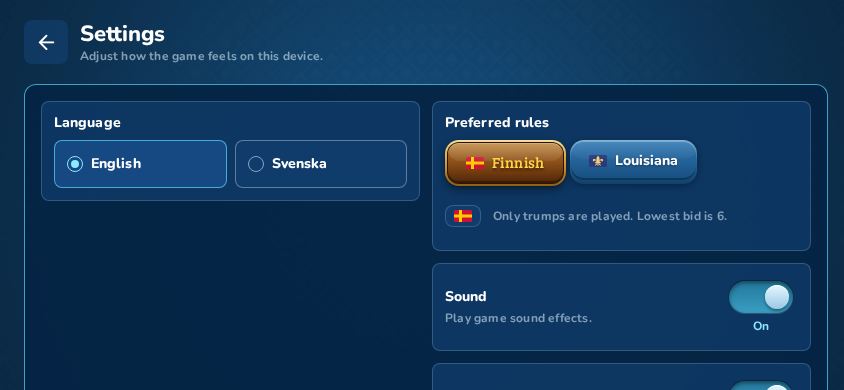 Settings
Adjust how the game feels on this device.
Language
English
Svenska
Preferred rules
Finnish
Louisiana
Only trumps are played. Lowest bid is 6.
Sound
Play game sound effects.
On